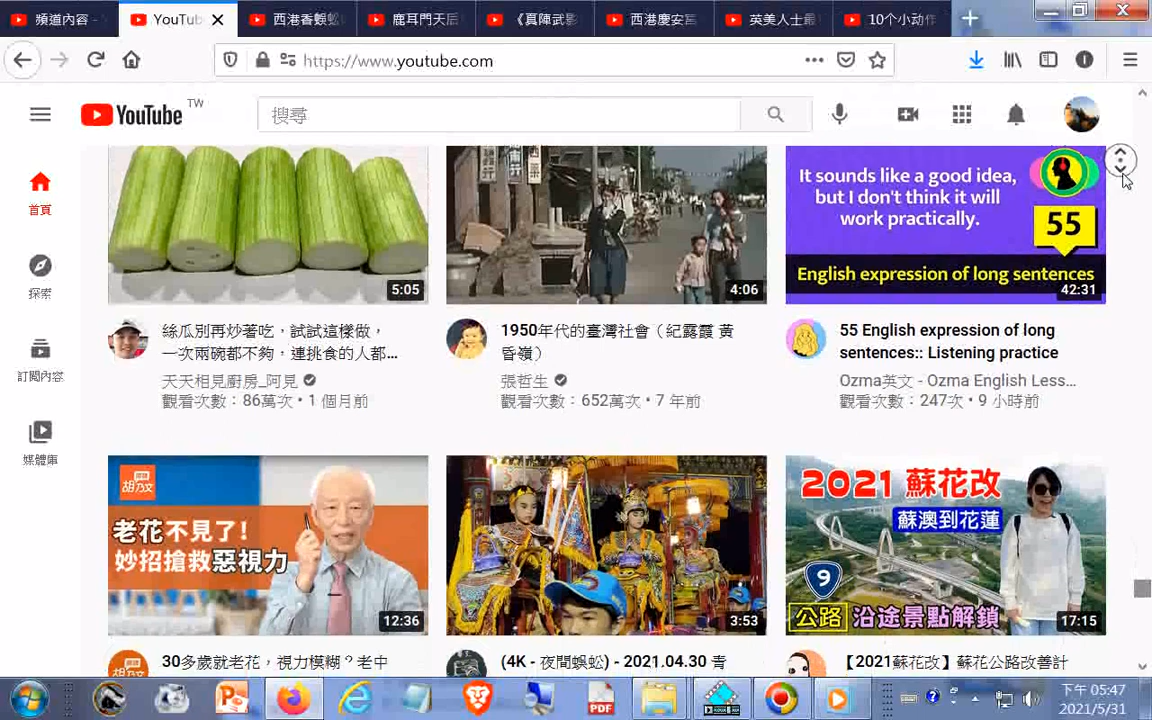 頻道內容 -
YouTube
西港香
鹿耳門天后
《真陣武
西港慶安宮
英美人士最
10个小动作
https://www.youtube.com
YouTube
TW
搜尋
首頁
探索
訂閱內容
媒體庫
5:05
4:06
It sounds like a good idea,
but I don't think it will
work practically.
55
English expression of long sentences
42:31
絲瓜別再炒著吃，試試這樣做，
一次兩碗都不夠，連挑食的人都...
天天相見廚房_阿見
觀看次數：86萬次 • 1 個月前
1950年代的臺灣社會（紀露霞 黃
昏嶺）
張哲生
觀看次數：652萬次 • 7 年前
55 English expression of long
sentences:: Listening practice
Ozma英文 - Ozma English Less...
觀看次數：247次 • 9 小時前
胡乃文
老花不見了!
妙招搶救惡視力
12:36
3:53
2021 蘇花改
蘇澳到花蓮
9
公路 沿途景點解鎖
17:15
30多歲就老花，視力模糊？老中
(4K - 夜間蜈蚣) - 2021.04.30 青
【2021蘇花改】蘇花公路改善計
PDF
下午 05:47
2021/5/31